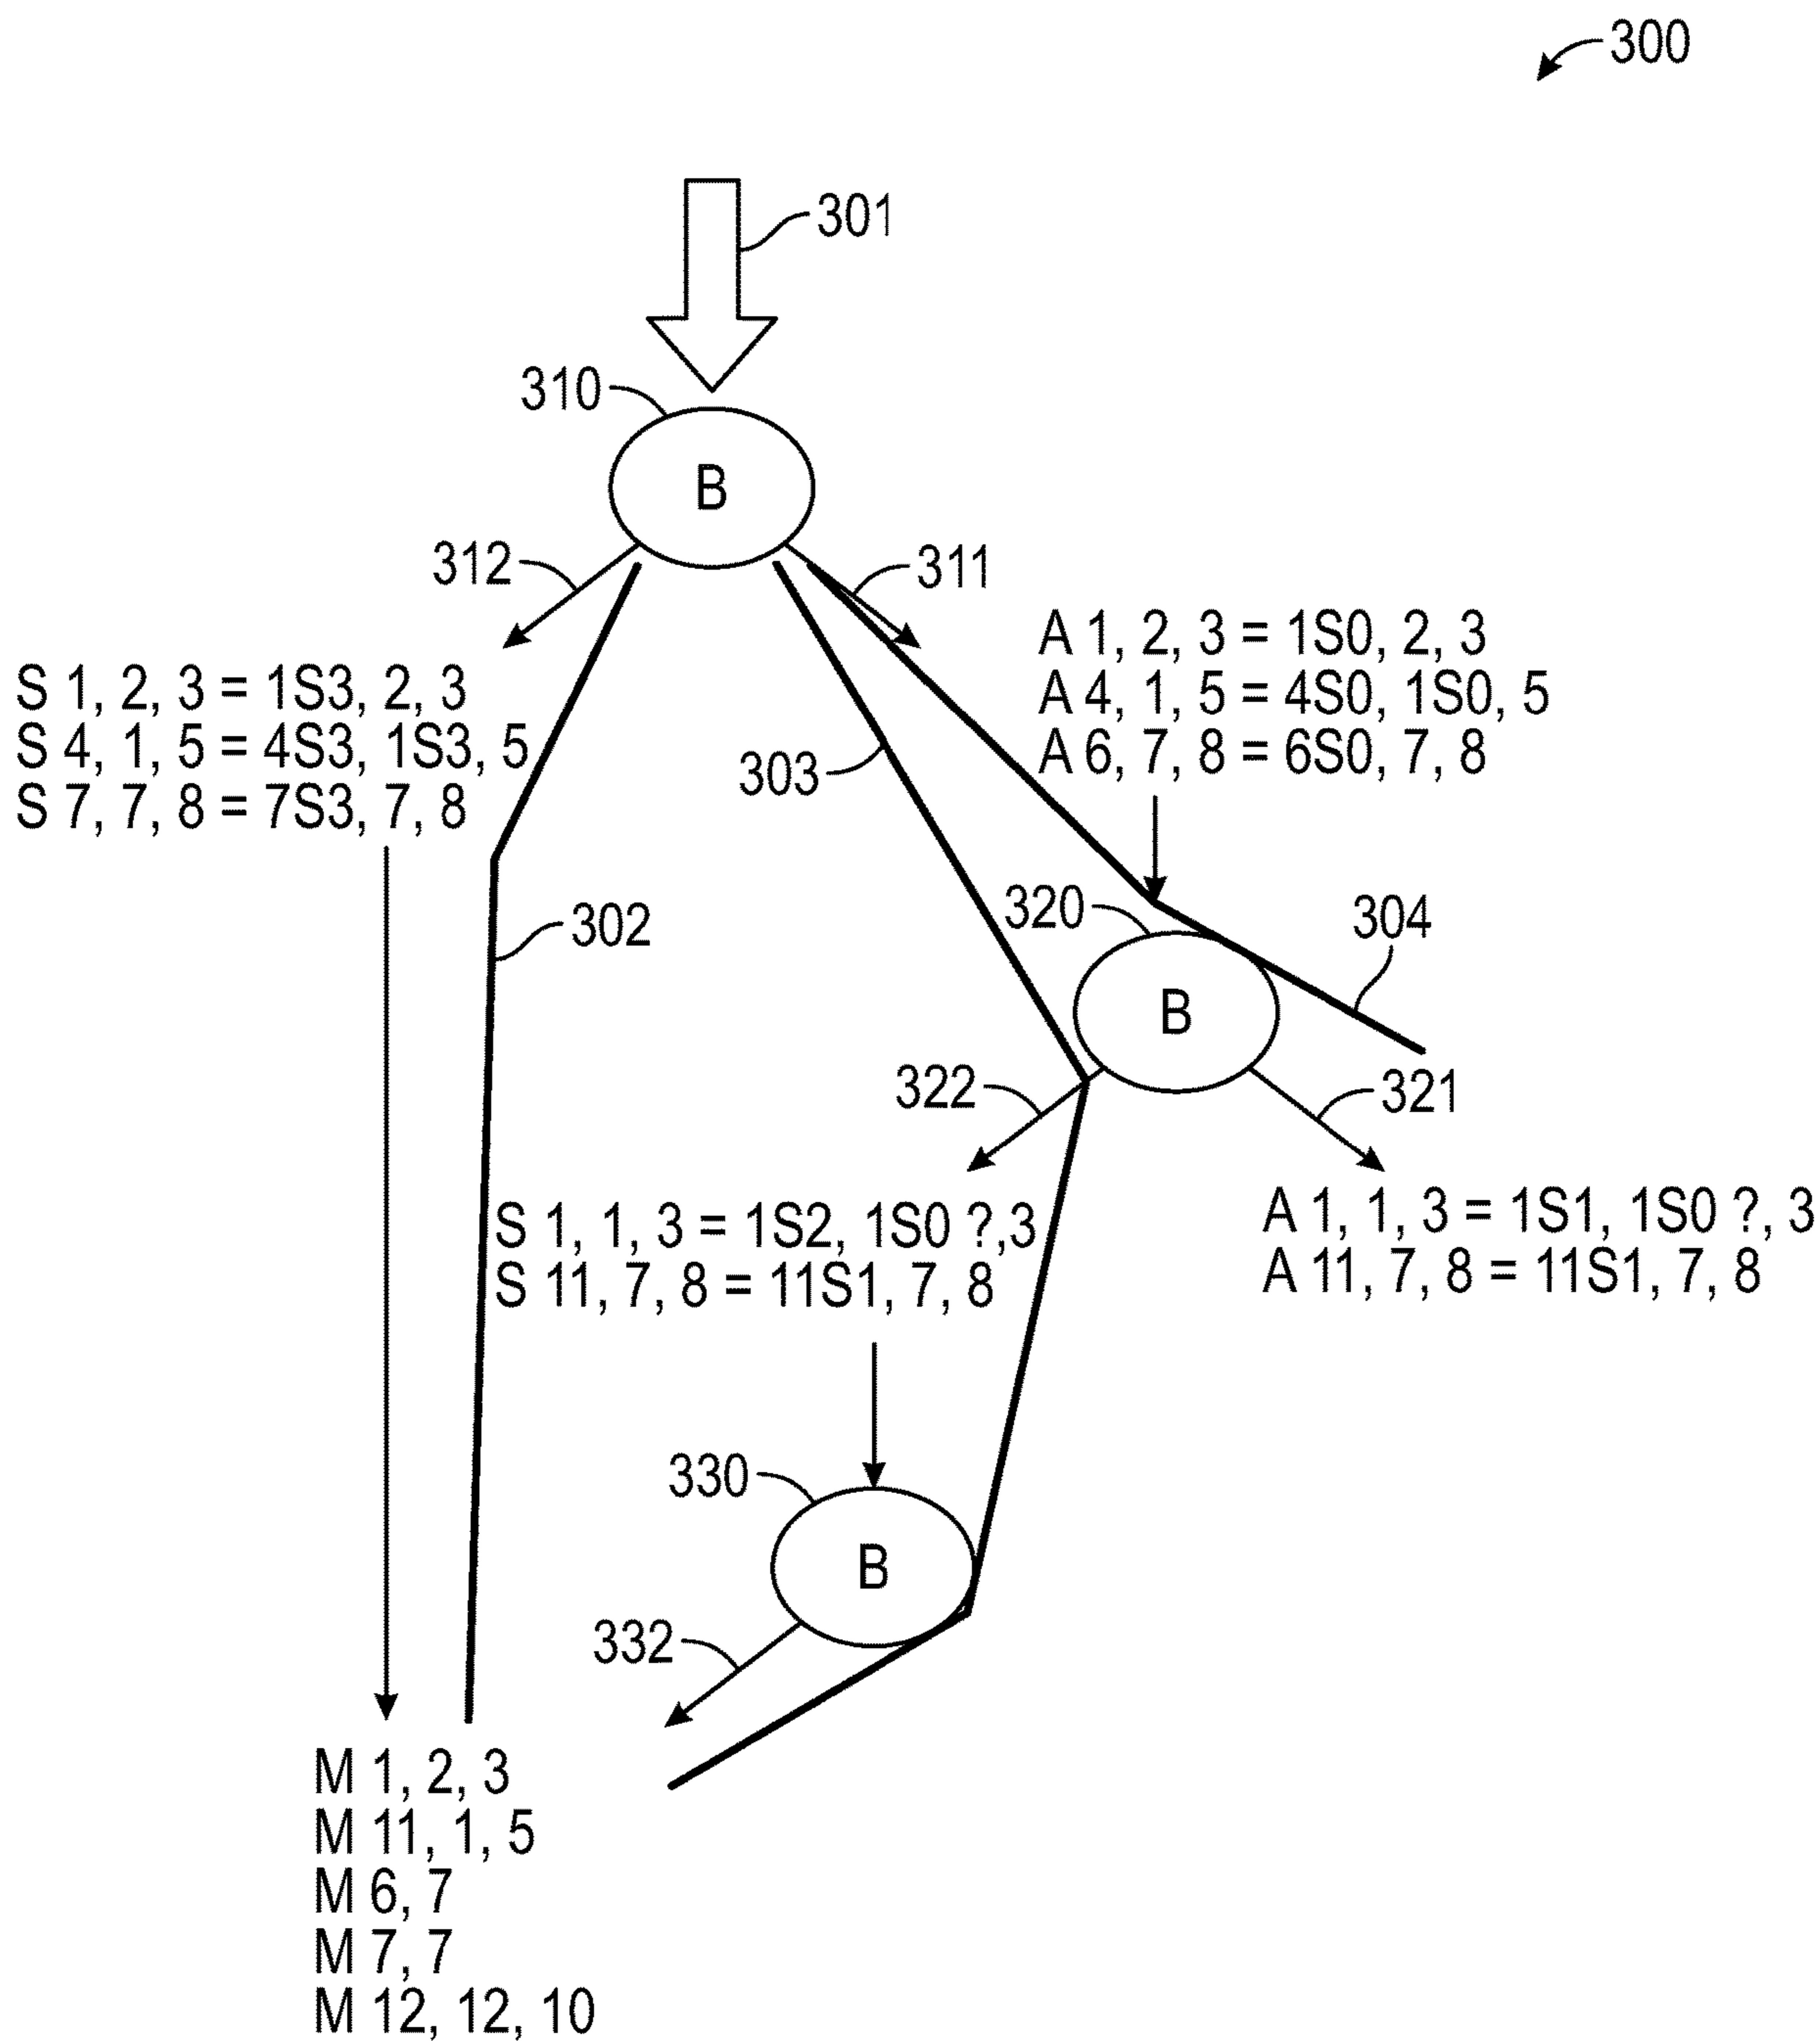 300
301
310
B
312
311
A 1, 2, 3 = 1S0, 2, 3
A 4, 1, 5 = 4S0, 1S0, 5
A 6, 7, 8 = 6S0, 7, 8
S 1, 2, 3 = 1S3, 2, 3
S 4, 1, 5 = 4S3, 1S3, 5
S 7, 7, 8 = 7S3, 7, 8
303
302
320
304
B
322
321
S 1, 1, 3 = 1S2, 1S0 ?,3
S 11, 7, 8 = 11S1, 7, 8
A 1, 1, 3 = 1S1, 1S0 ?, 3
A 11, 7, 8 = 11S1, 7, 8
330
B
332
M 1, 2, 3
M 11, 1, 5
M 6, 7
M 7, 7
M 12, 12, 10